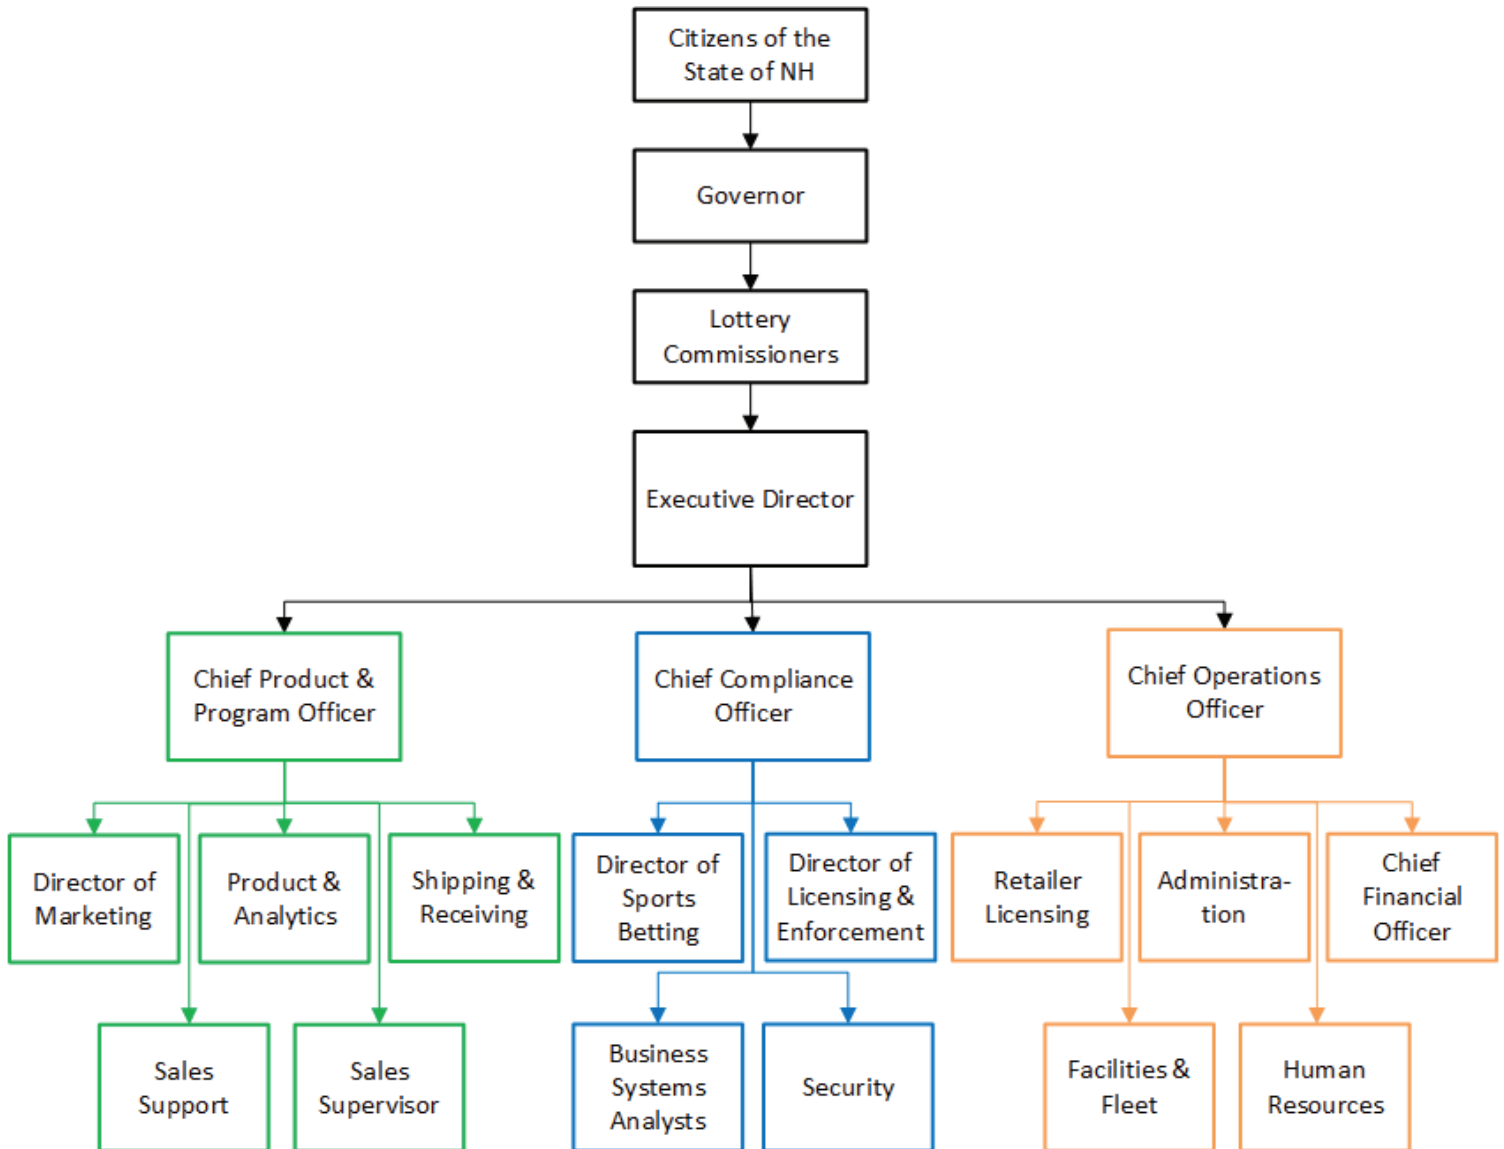 Citizens of the
State of NH
Governor
Lottery
Commissioners
Executive Director
Chief Product &
Program Officer
Chief Compliance
Officer
Chief Operations
Officer
Director of
Marketing
Product &
Analytics
Shipping &
Receiving
Director of
Sports
Betting
Director of
Licensing &
Enforcement
Retailer
Licensing
Administra-
tion
Chief
Financial
Officer
Sales
Support
Sales
Supervisor
Business
Systems
Analysts
Security
Facilities &
Fleet
Human
Resources